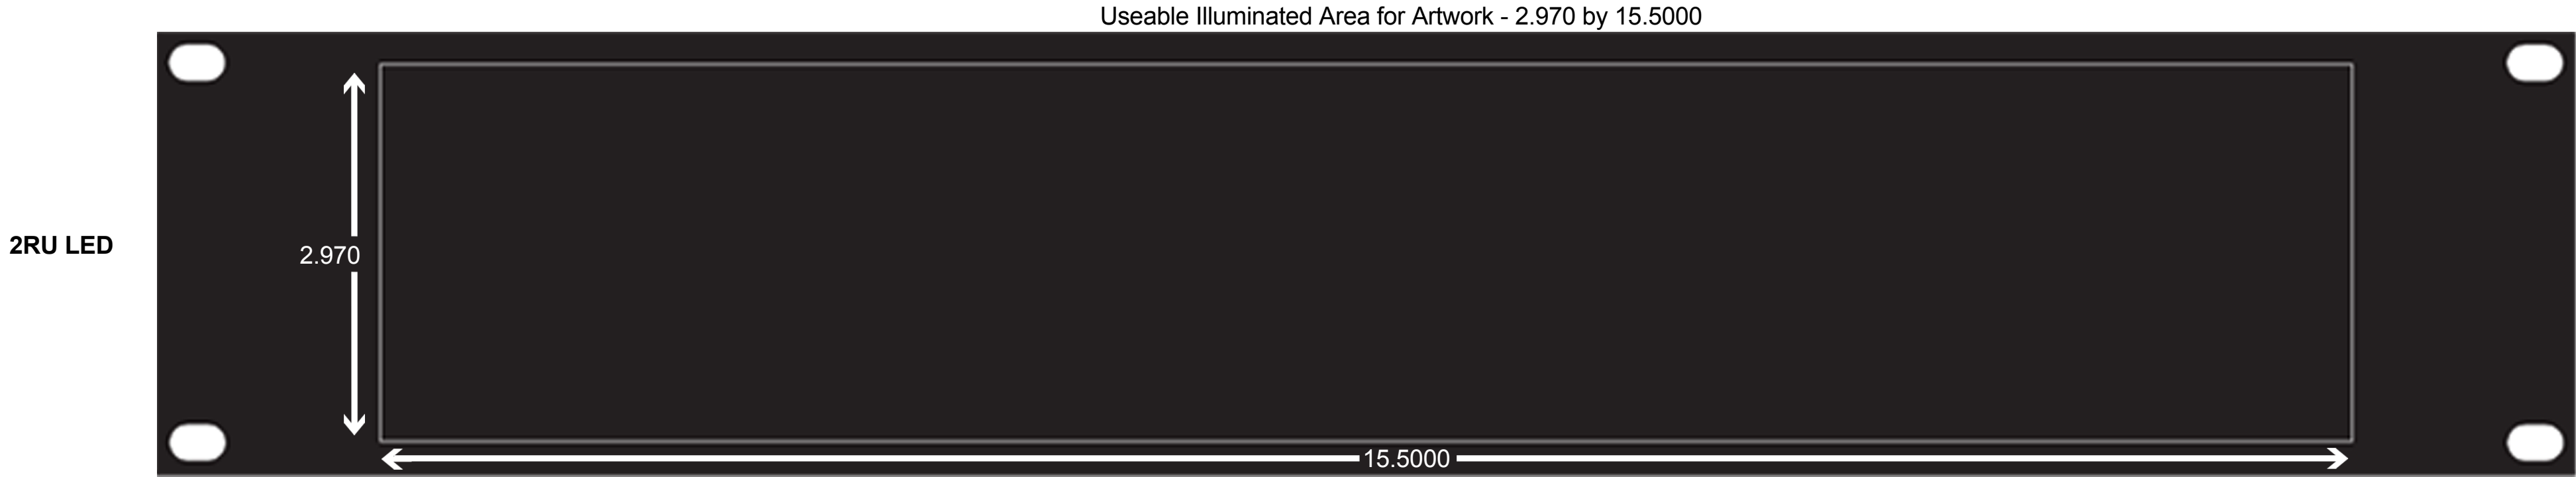 Useable Illuminated Area for Artwork - 2.970 by 15.5000
2RU LED
2.970
15.5000